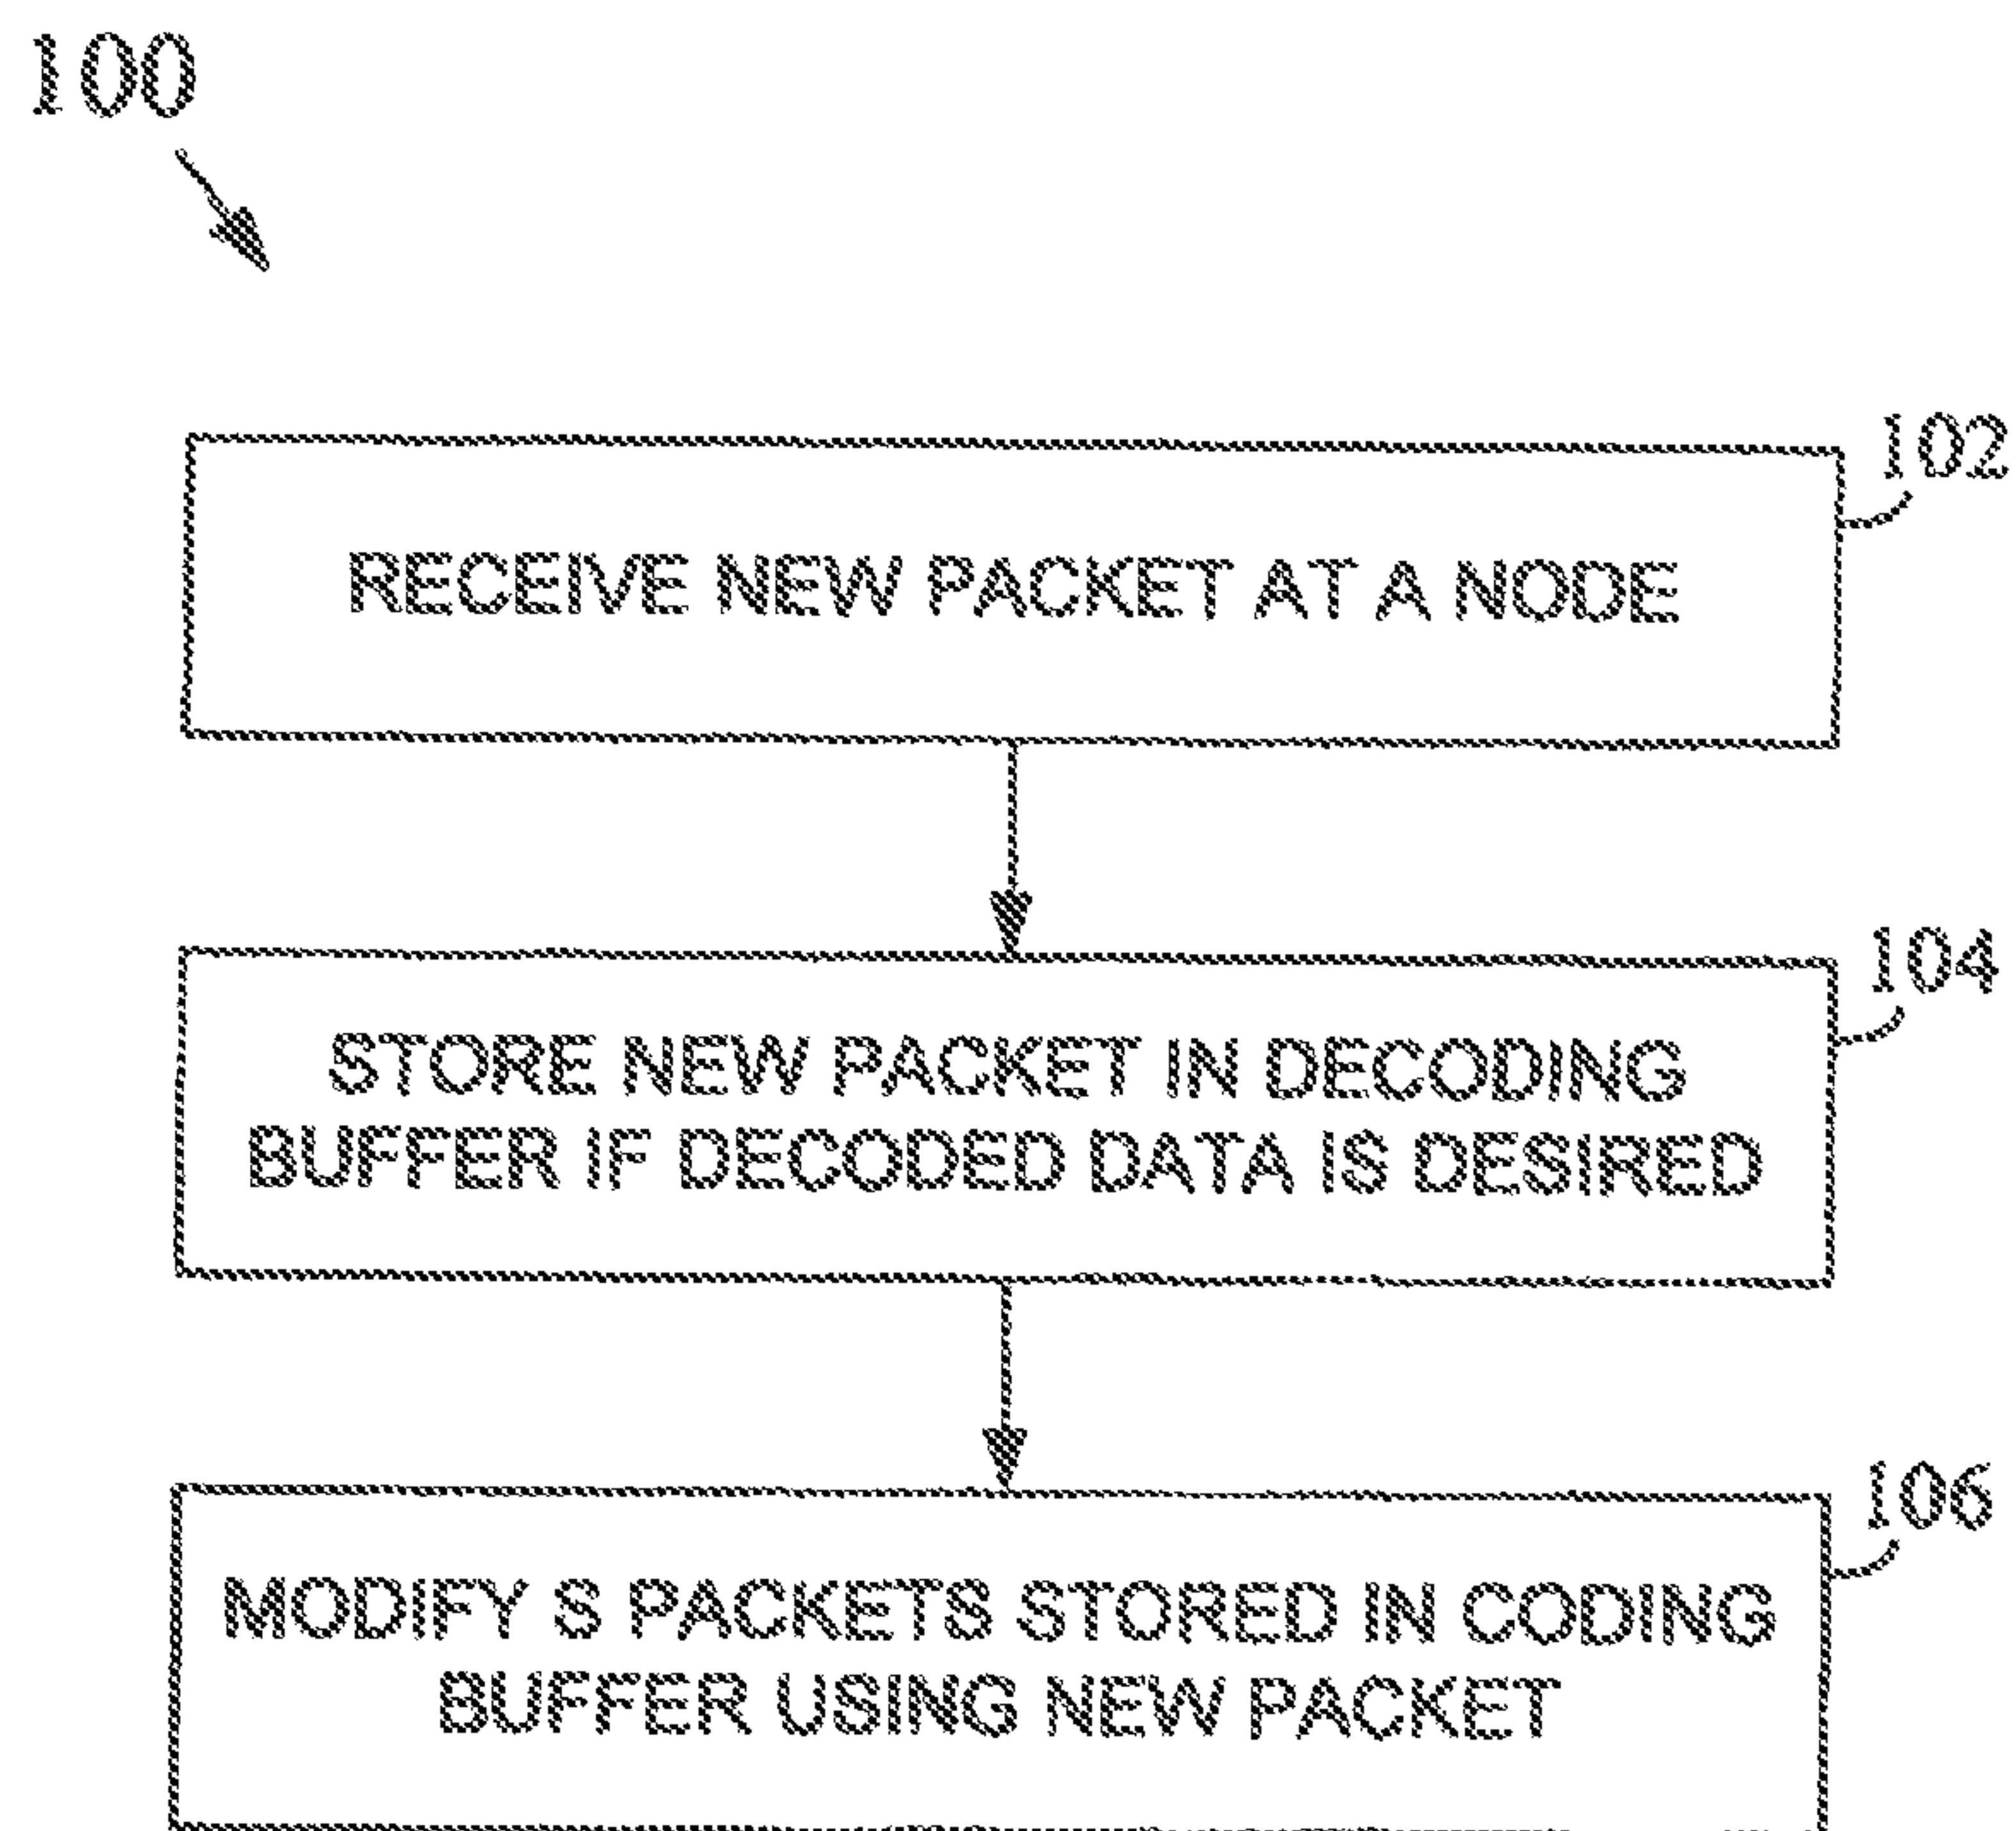 100
102
RECEIVE NEW PACKET AT A NODE
104
STORE NEW PACKET IN DECODING
BUFFER IF DECODED DATA IS DESIRED
106
MODIFY S PACKETS STORED IN CODING
BUFFER USING NEW PACKET